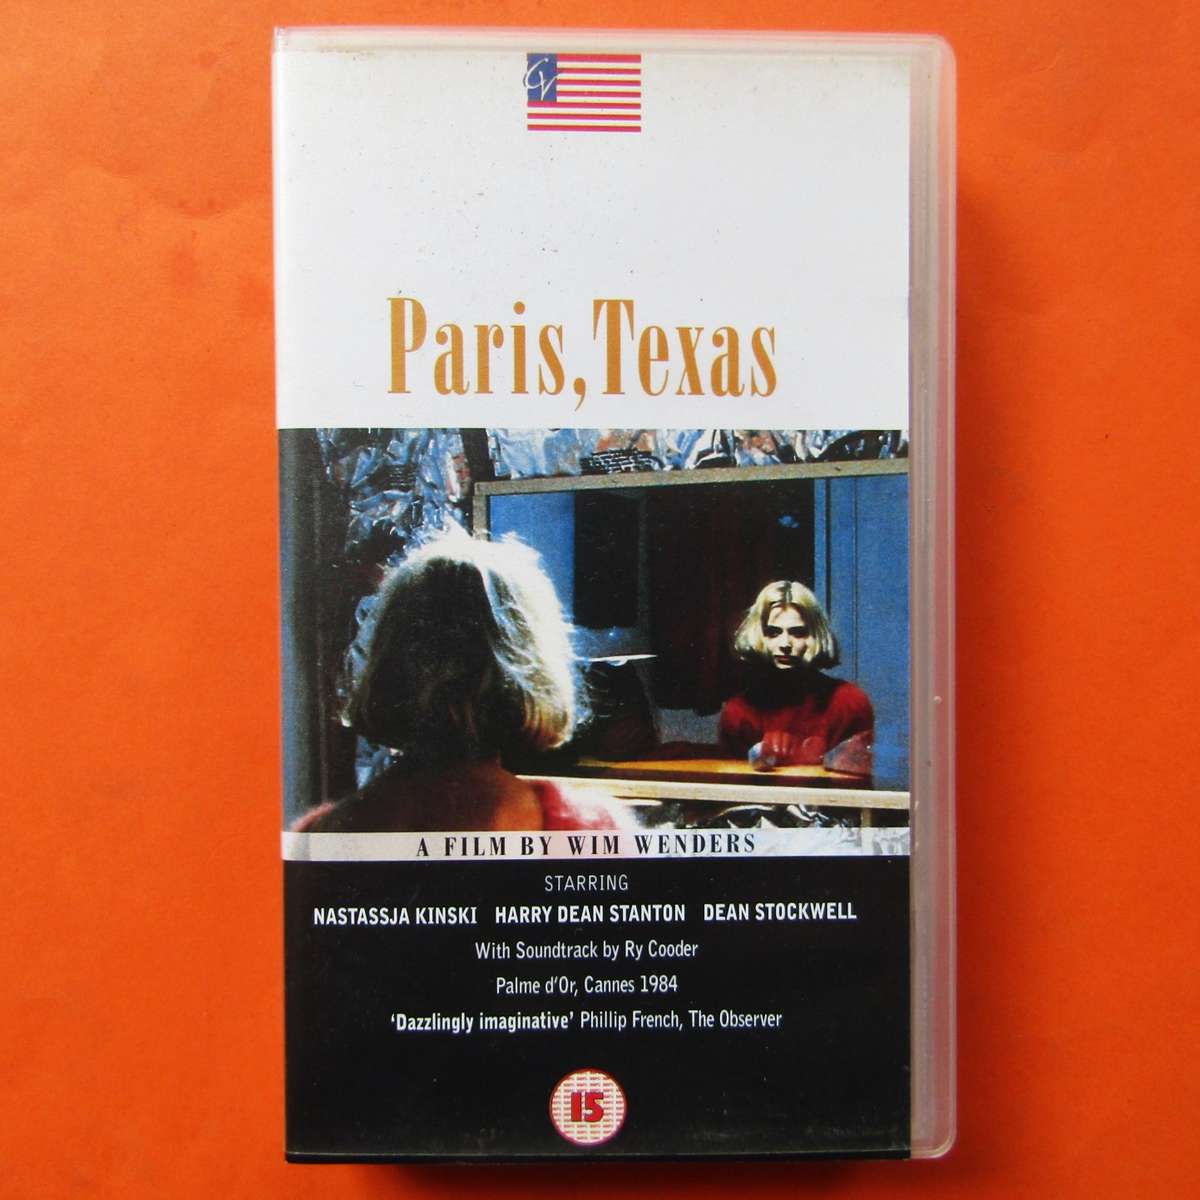 CV
Paris, Texas
A FILM BY WIM WENDERS
STARRING
NASTASSJA KINSKI HARRY DEAN STANTON DEAN STOCKWELL
With Soundtrack by Ry Cooder
Palme d'Or, Cannes 1984
'Dazzlingly imaginative' Phillip French, The Observer
15